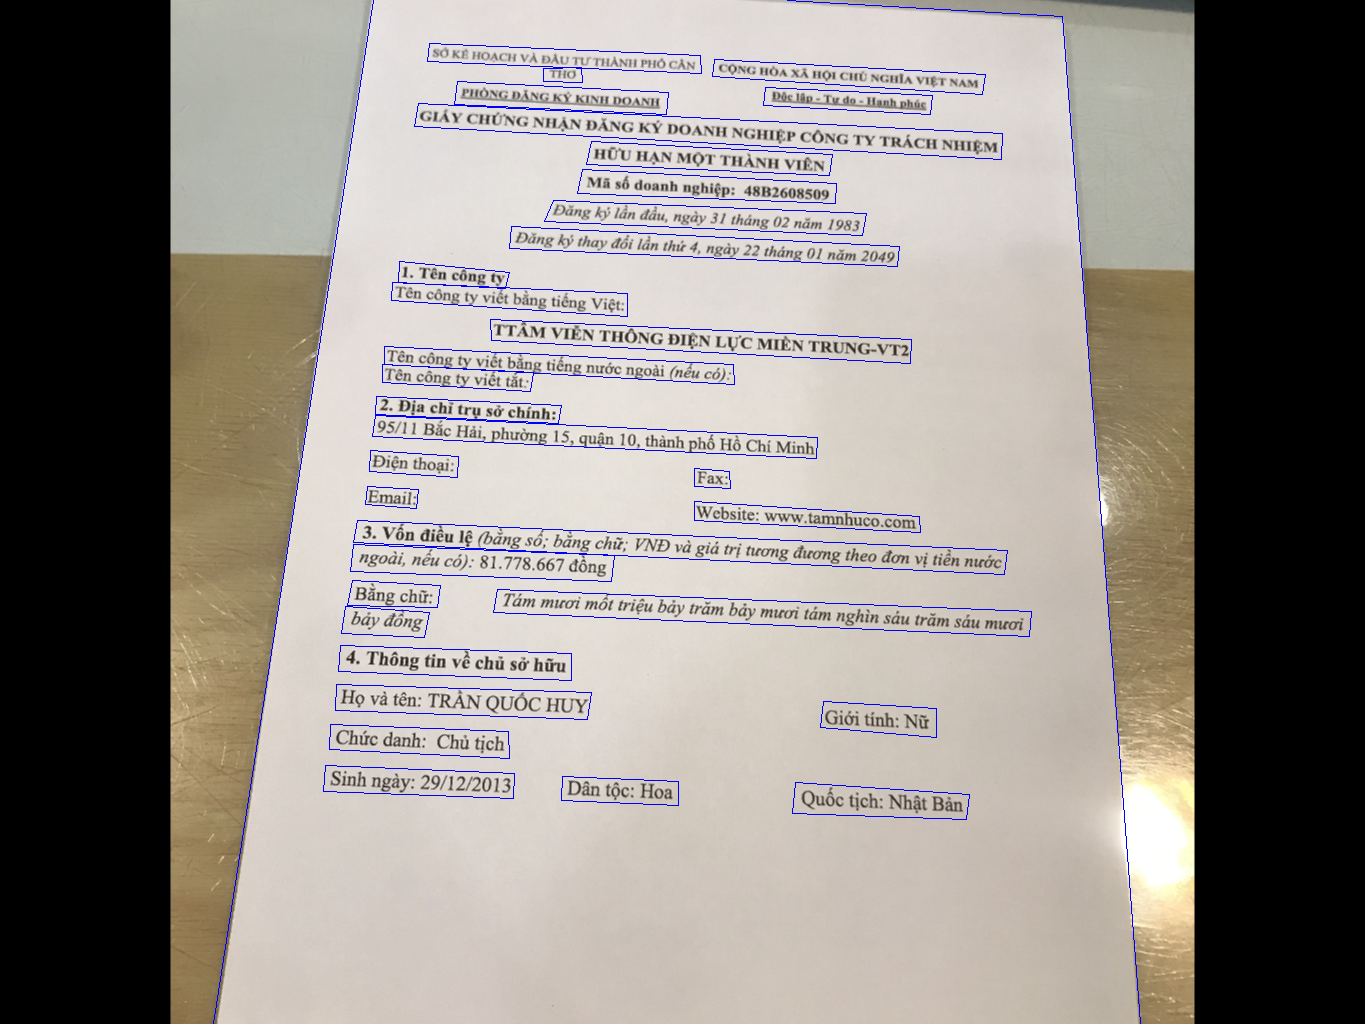 SỞ KẾ HOẠCH VÀ ĐẦU TƯ THÀNH PHỐ CẦN
THƠ
CỘNG HÒA XÃ HỘI CHỦ NGHĨA VIỆT NAM
PHÒNG ĐĂNG KÝ KINH DOANH
Độc lập - Tự do - Hạnh phúc
GIẤY CHỨNG NHẬN ĐĂNG KÝ DOANH NGHIỆP CÔNG TY TRÁCH NHIỆM
HỮU HẠN MỘT THÀNH VIÊN
Mã số doanh nghiệp: 48B2608509
Đăng ký lần đầu, ngày 31 tháng 02 năm 1983
Đăng ký thay đổi lần thứ 4, ngày 22 tháng 01 năm 2049
1. Tên công ty
Tên công ty viết bằng tiếng Việt:
TTÂM VIỄN THÔNG ĐIỆN LỰC MIỀN TRUNG-VT2
Tên công ty viết bằng tiếng nước ngoài (nếu có):
Tên công ty viết tắt:
2. Địa chỉ trụ sở chính:
95/11 Bắc Hải, phường 15, quận 10, thành phố Hồ Chí Minh
Điện thoại:
Fax:
Email:
Website: www.tamnhuco.com
3. Vốn điều lệ (bằng số; bằng chữ; VNĐ và giá trị tương đương theo đơn vị tiền nước
ngoài, nếu có): 81.778.667 đồng
Bằng chữ: Tám mươi mốt triệu bảy trăm bảy mươi tám nghìn sáu trăm sáu mươi
bảy đồng
4. Thông tin về chủ sở hữu
Họ và tên: TRẦN QUỐC HUY
Giới tính: Nữ
Chức danh: Chủ tịch
Sinh ngày: 29/12/2013
Dân tộc: Hoa
Quốc tịch: Nhật Bản